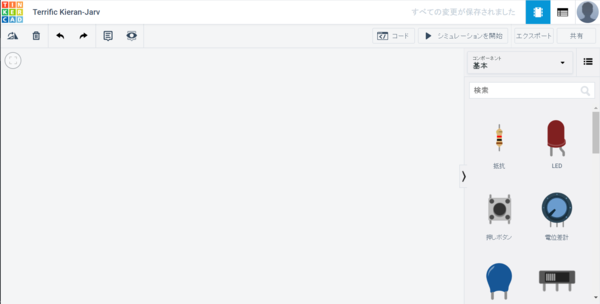 TIN
KER
CAD
Terrific Kieran-Jarv
すべての変更が保存されました
コード
シミュレーションを開始
エクスポート
共有
コンポーネント
基本
検索
抵抗
LED
押しボタン
電位差計